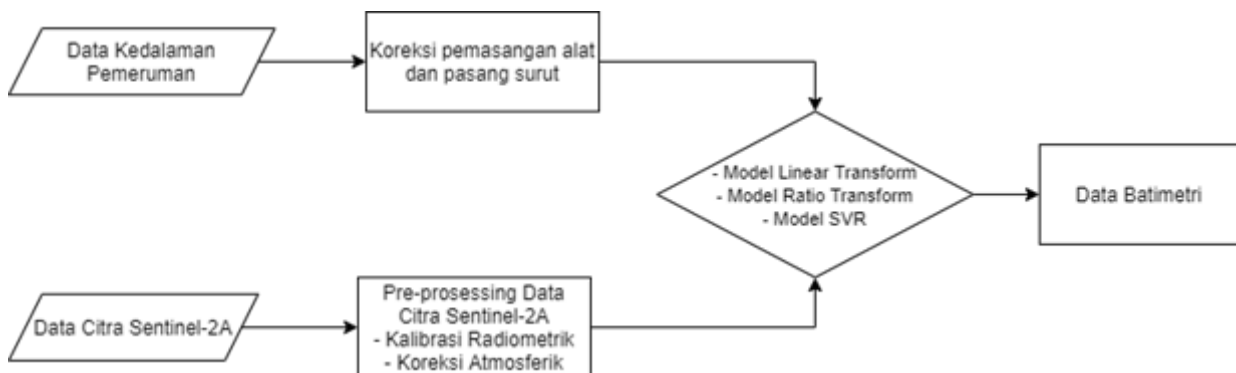 Data Kedalaman
Pemeruman
Koreksi pemasangan alat
dan pasang surut
- Model Linear Transform
- Model Ratio Transform
- Model SVR
Data Batimetri
Data Citra Sentinel-2A
Pre-prosessing Data
Citra Sentinel-2A
- Kalibrasi Radiometrik
- Koreksi Atmosferik